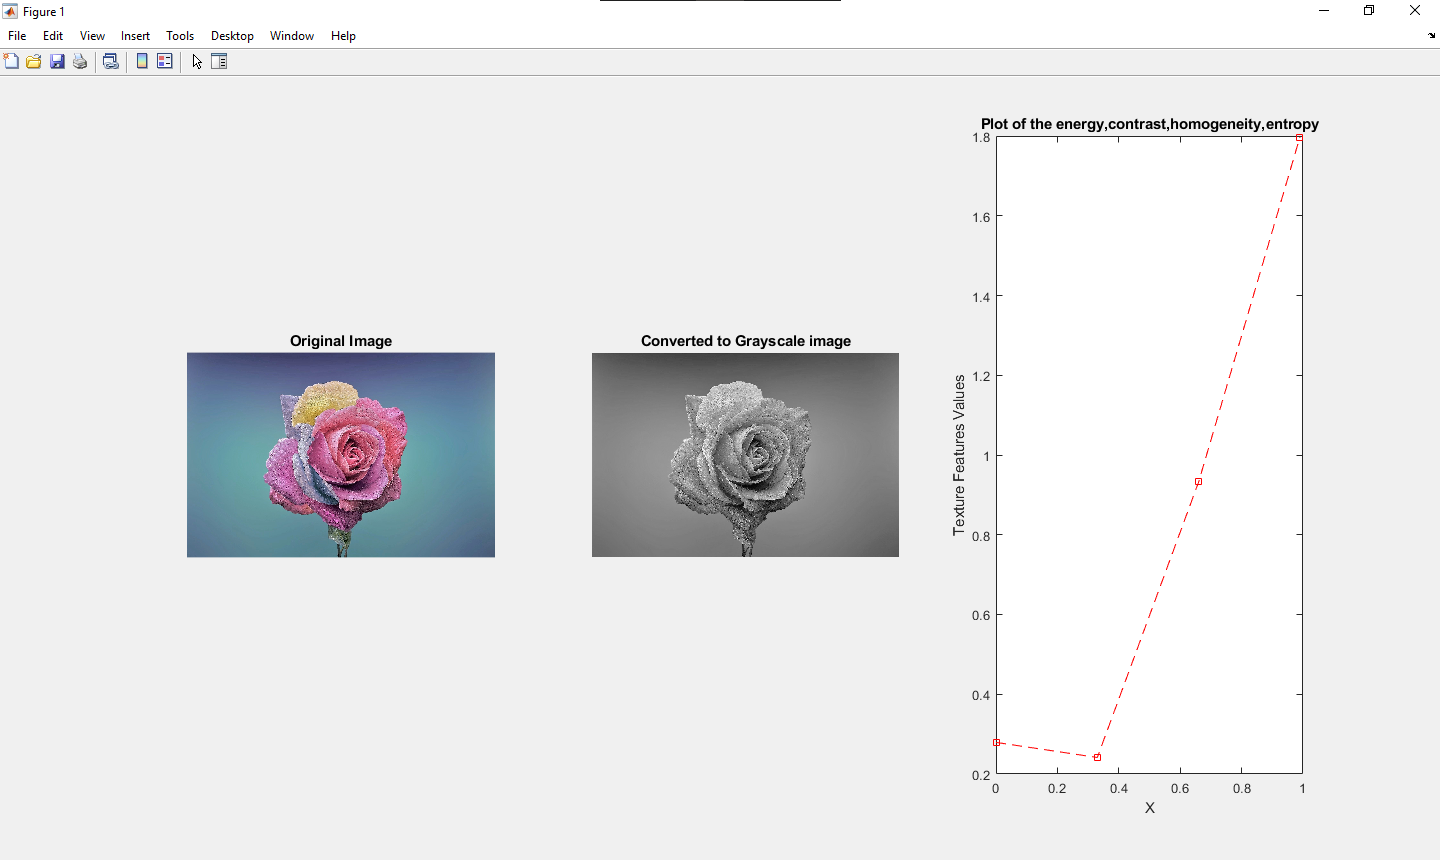 Figure 1
File Edit View Insert Tools Desktop Window Help
Original Image
Converted to Grayscale image
Plot of the energy,contrast,homogeneity,entropy
Texture Features Values
1.8
1.6
1.4
1.2
1
0.8
0.6
0.4
0.2
0 0.2 0.4 0.6 0.8 1
X